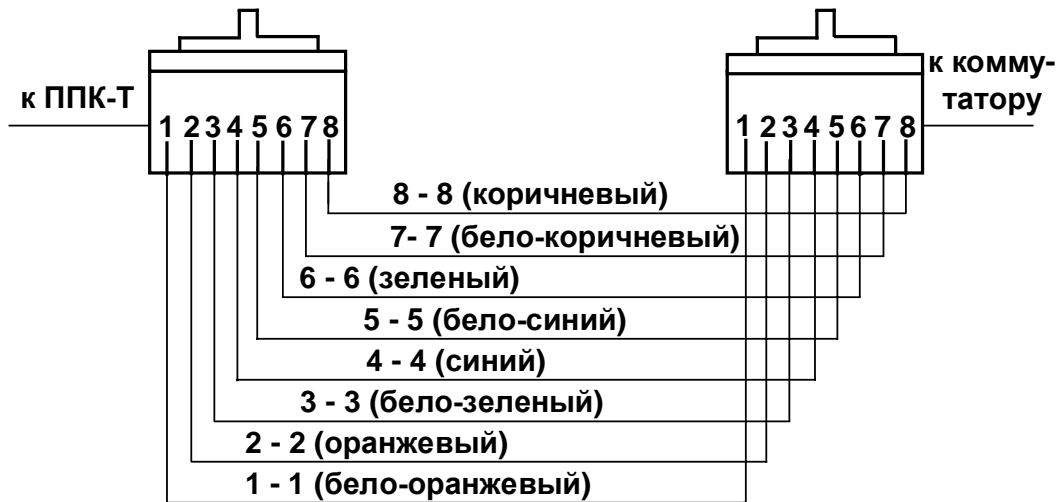 к ППК-Т
1 2 3 4 5 6 7 8
к комму-
татору
1 2 3 4 5 6 7 8
8 - 8 (коричневый)
7- 7 (бело-коричневый)
6 - 6 (зеленый)
5 - 5 (бело-синий)
4 - 4 (синий)
3 - 3 (бело-зеленый)
2 - 2 (оранжевый)
1 - 1 (бело-оранжевый)